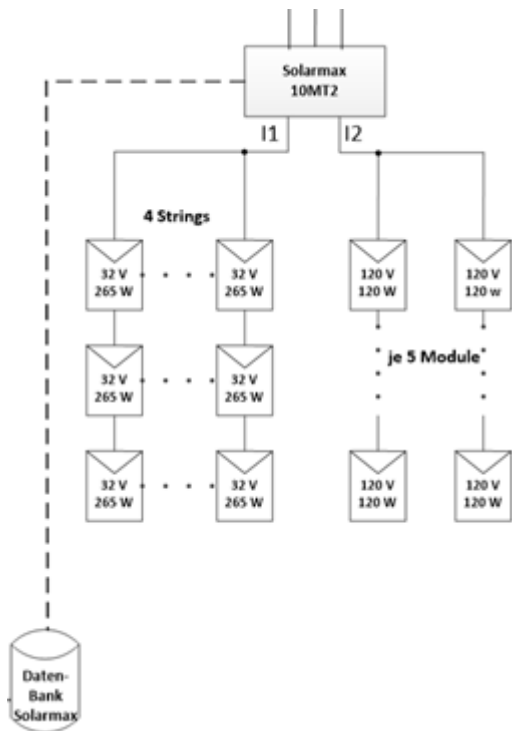 Solarmax
10MT2
I1
I2
4 Strings
32 V
265 W
32 V
265 W
120 V
120 W
120 V
120 w
32 V
265 W
32 V
265 W
je 5 Module
32 V
265 W
32 V
265 W
120 V
120 W
120 V
120 W
Daten-
Bank
Solarmax